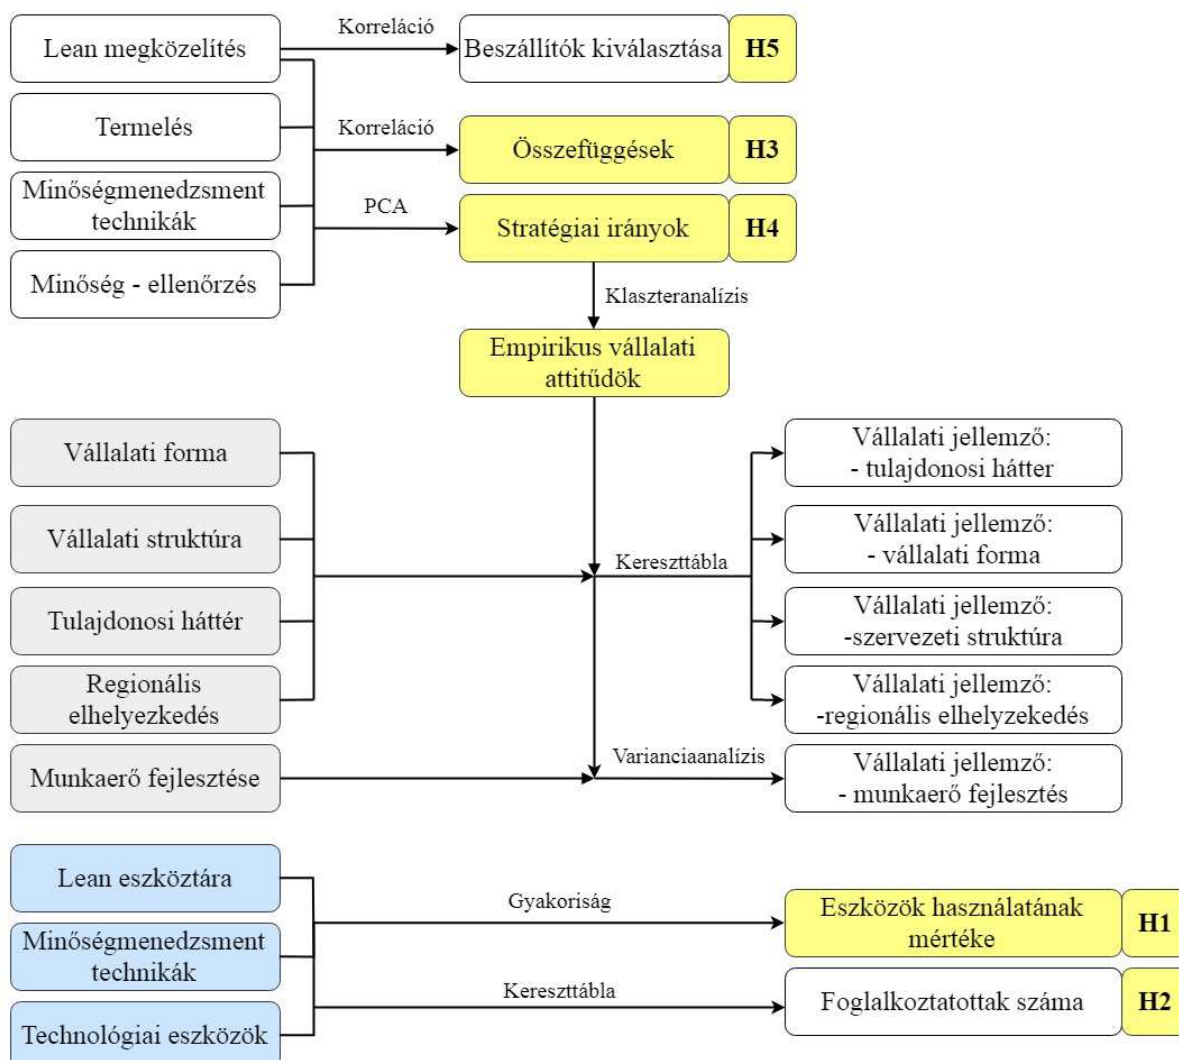 Korreláció
Lean megközelítés
Beszállítók kiválasztása
H5
Termelés
Korreláció
Összefüggések
H3
Minőségmenedzsment
technikák
PCA
Stratégiai irányok
H4
Minőség - ellenőrzés
Klaszteranalízis
Empirikus vállalati
attitűdök
Vállalati forma
Vállalati jellemző:
- tulajdonosi hátter
Vállalati struktúra
Vállalati jellemző:
- vállalati forma
Kereszttábla
Tulajdonosi háttér
Vállalati jellemző:
-szervezeti struktúra
Regionális
elhelyezkedés
Vállalati jellemző:
-regionális elhelyzekedés
Munkaerő fejlesztése
Varianciaanalízis
Vállalati jellemző:
- munkaerő fejlesztés
Lean eszköztára
Gyakoriság
Eszközök használatának
mértéke
H1
Minőségmenedzsment
technikák
Kereszttábla
Foglalkoztatottak száma
H2
Technológiai eszközök